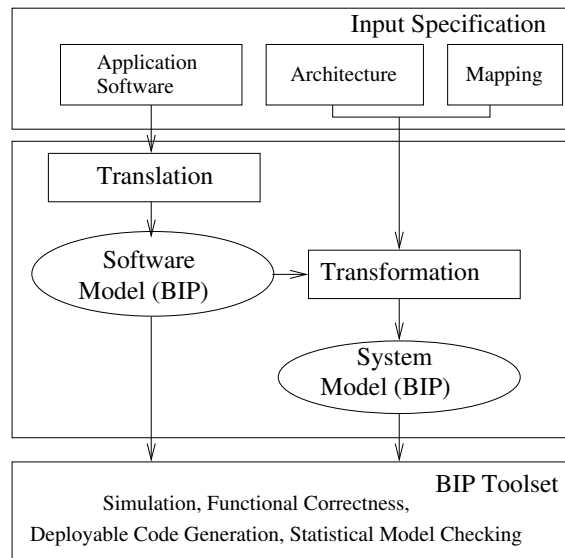 Input Specification
Application
Software
Architecture
Mapping
Translation
Software
Model (BIP)
Transformation
System
Model (BIP)
BIP Toolset
Simulation, Functional Correctness,
Deployable Code Generation, Statistical Model Checking